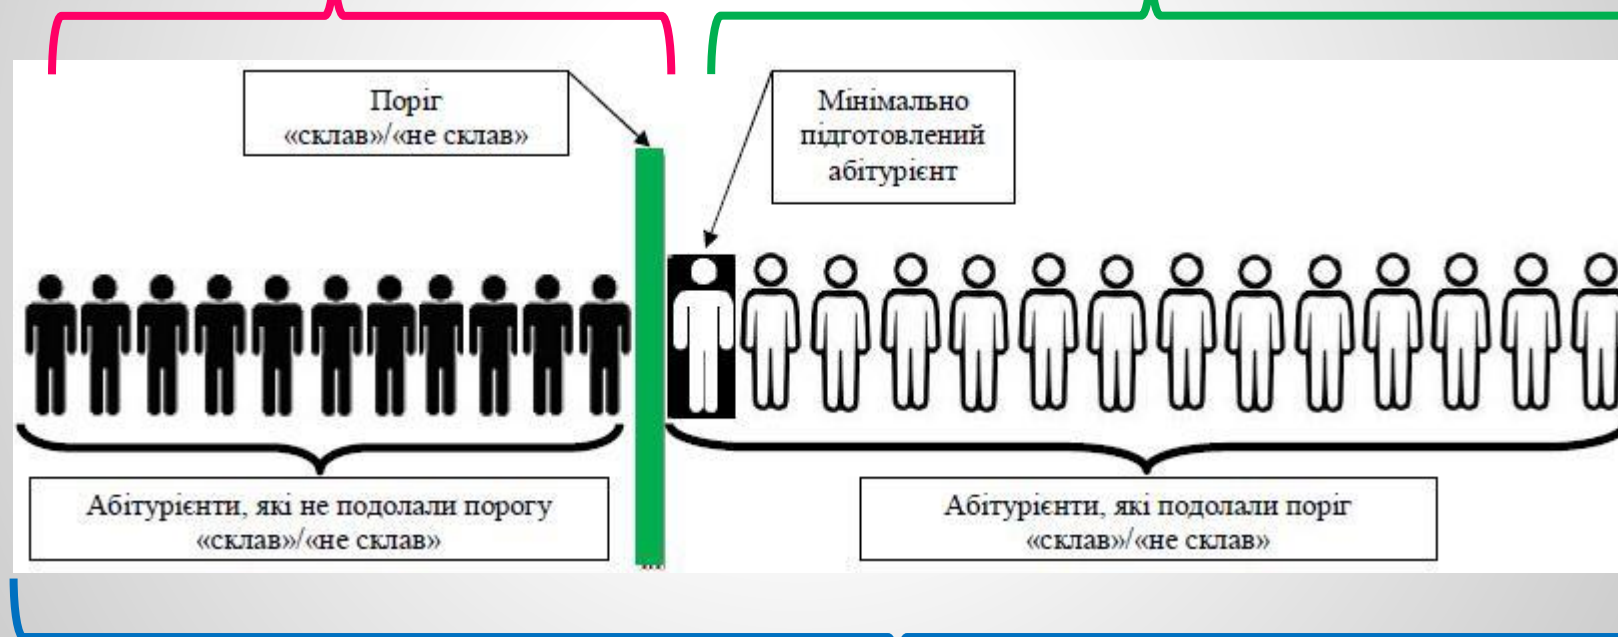 Поріг
«склав»/«не склав»
Мінімально
підготовлений
абітурієнт
Абітурієнти, які не подолали порогу
«склав»/«не склав»
Абітурієнти, які подолали поріг
«склав»/«не склав»